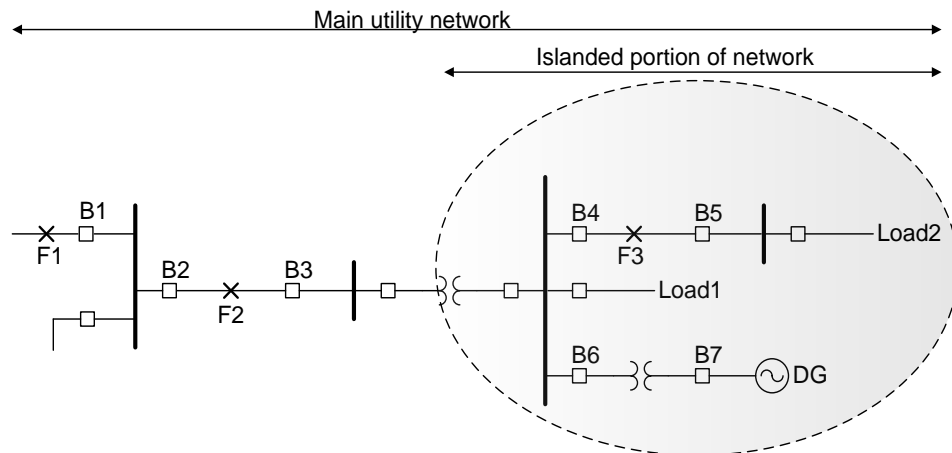 Main utility network
Islanded portion of network
B1
B4
B5
Load2
F1
F3
B2
B3
F2
Load1
B6
B7
DG